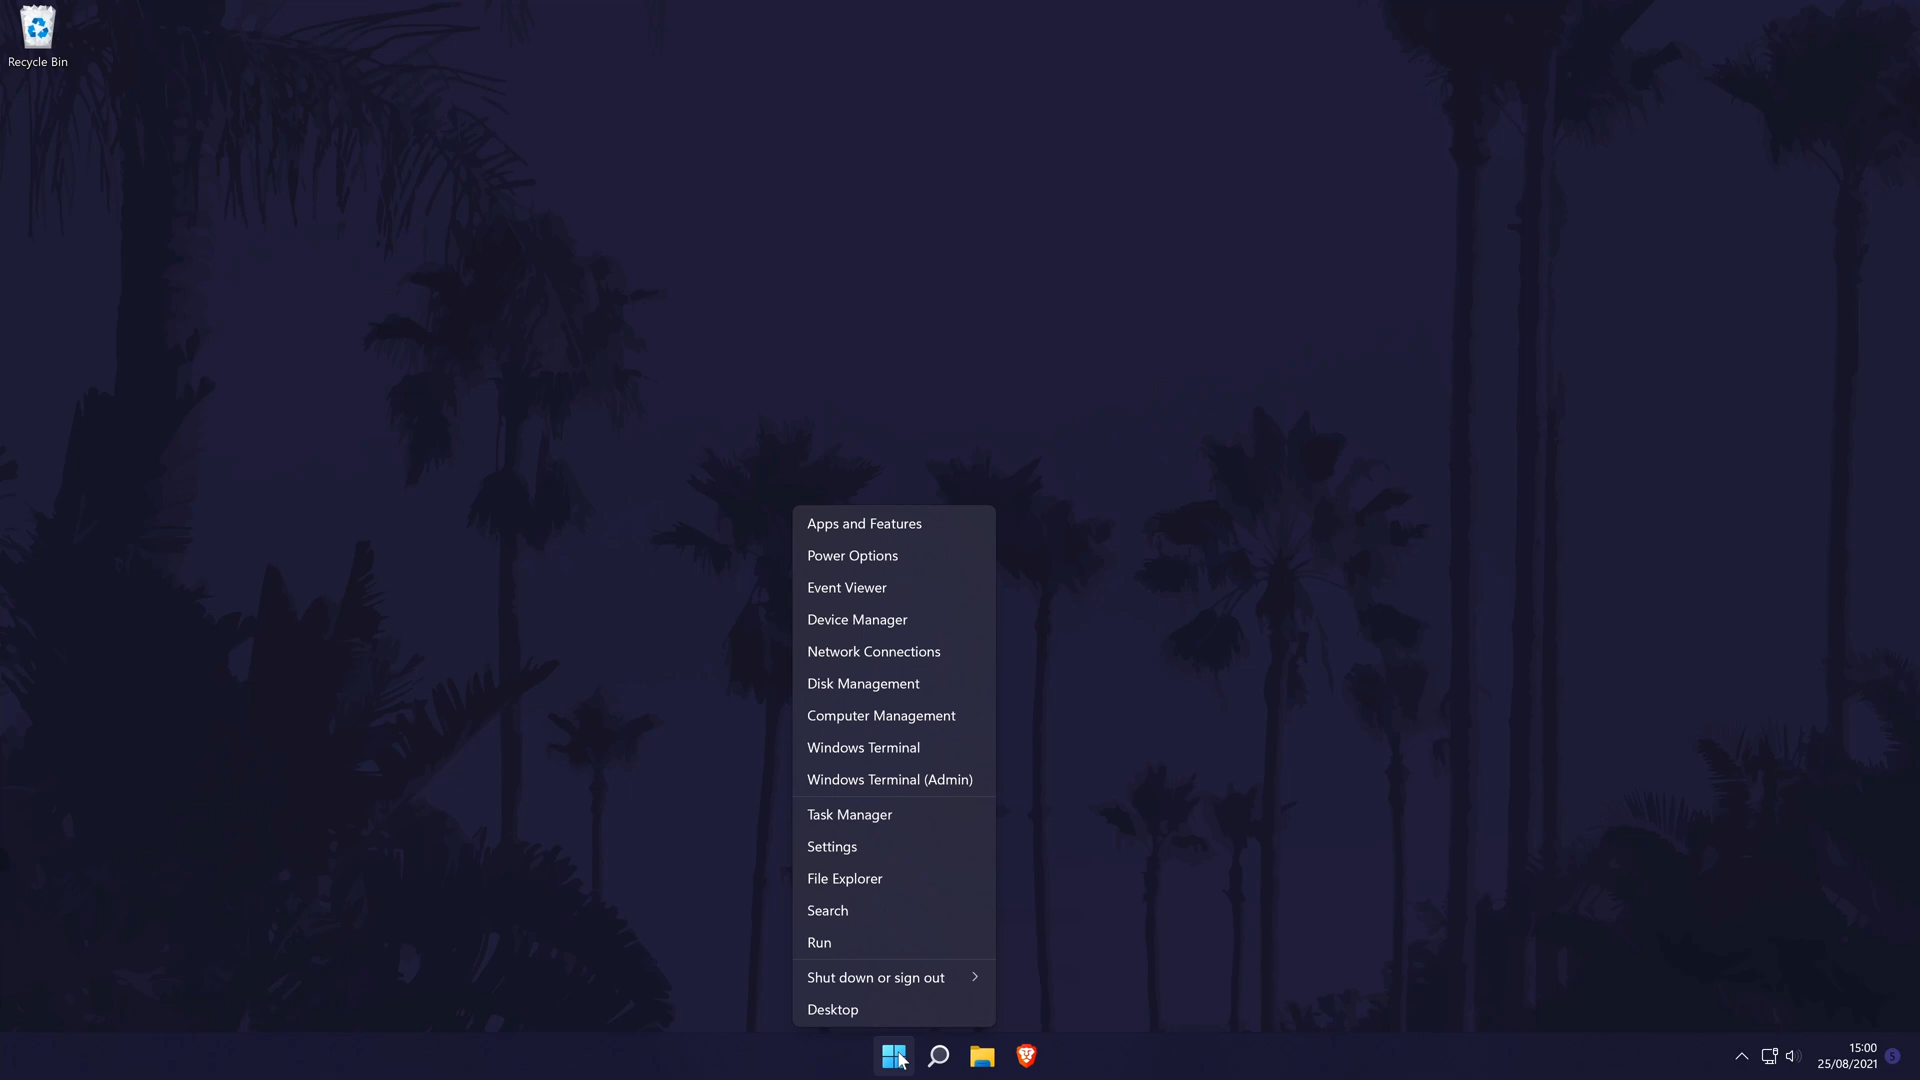 Recycle Bin
Apps and Features
Power Options
Event Viewer
Device Manager
Network Connections
Disk Management
Computer Management
Windows Terminal
Windows Terminal (Admin)
Task Manager
Settings
File Explorer
Search
Run
Shut down or sign out
Desktop
15:00
25/08/2021
5